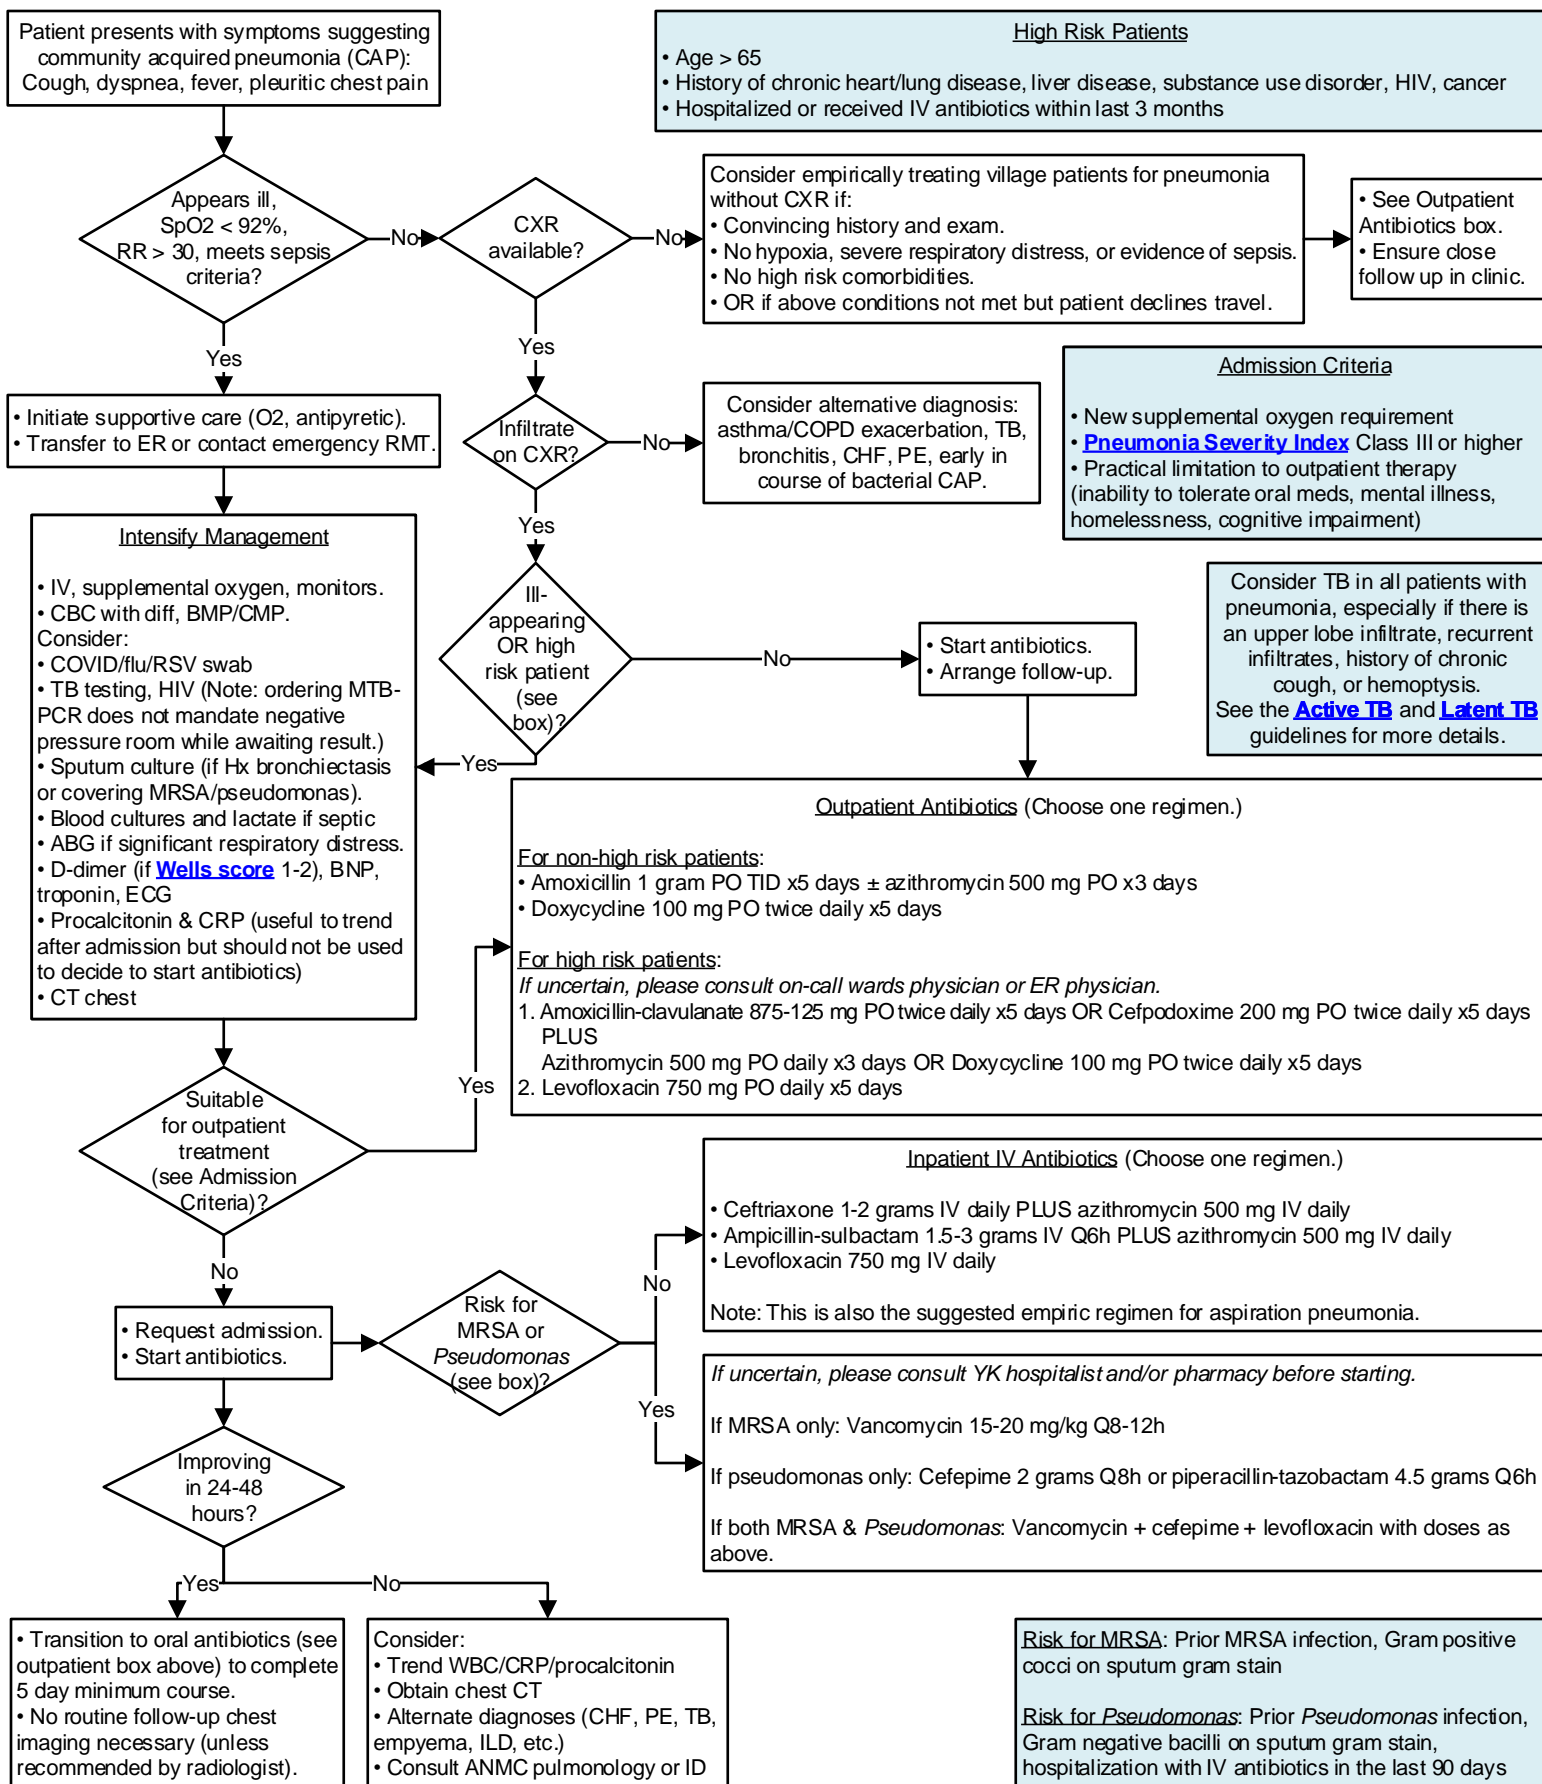 Patient presents with symptoms suggesting
community acquired pneumonia (CAP):
Cough, dyspnea, fever, pleuritic chest pain
High Risk Patients
• Age > 65
• History of chronic heart/lung disease, liver disease, substance use disorder, HIV, cancer
• Hospitalized or received IV antibiotics within last 3 months
Appears ill,
SpO2 < 92%,
RR > 30, meets sepsis
criteria?
No
CXR
available?
No
Consider empirically treating village patients for pneumonia
without CXR if:
• Convincing history and exam.
• No hypoxia, severe respiratory distress, or evidence of sepsis.
• No high risk comorbidities.
• OR if above conditions not met but patient declines travel.
• See Outpatient
Antibiotics box.
• Ensure close
follow up in clinic.
Yes
Yes
• Initiate supportive care (O2, antipyretic).
• Transfer to ER or contact emergency RMT.
Infiltrate
on CXR?
No
Consider alternative diagnosis:
asthma/COPD exacerbation, TB,
bronchitis, CHF, PE, early in
course of bacterial CAP.
Admission Criteria
• New supplemental oxygen requirement
• Pneumonia Severity Index Class III or higher
• Practical limitation to outpatient therapy
(inability to tolerate oral meds, mental illness,
homelessness, cognitive impairment)
Yes
Intensify Management
• IV, supplemental oxygen, monitors.
• CBC with diff, BMP/CMP.
Consider:
• COVID/flu/RSV swab
• TB testing, HIV (Note: ordering MTB-
PCR does not mandate negative
pressure room while awaiting result.)
• Sputum culture (if Hx bronchiectasis
or covering MRSA/pseudomonas).
• Blood cultures and lactate if septic
• ABG if significant respiratory distress.
• D-dimer (if Wells score 1-2), BNP,
troponin, ECG
• Procalcitonin & CRP (useful to trend
after admission but should not be used
to decide to start antibiotics)
• CT chest
Ill-
appearing
OR high
risk patient
(see
box)?
No
Yes
• Start antibiotics.
• Arrange follow-up.
Consider TB in all patients with
pneumonia, especially if there is
an upper lobe infiltrate, recurrent
infiltrates, history of chronic
cough, or hemoptysis.
See the Active TB and Latent TB
guidelines for more details.
Outpatient Antibiotics (Choose one regimen.)
For non-high risk patients:
• Amoxicillin 1 gram PO TID x5 days ± azithromycin 500 mg PO x3 days
• Doxycycline 100 mg PO twice daily x5 days
For high risk patients:
If uncertain, please consult on-call wards physician or ER physician.
1. Amoxicillin-clavulanate 875-125 mg PO twice daily x5 days OR Cefpodoxime 200 mg PO twice daily x5 days
PLUS
Azithromycin 500 mg PO daily x3 days OR Doxycycline 100 mg PO twice daily x5 days
2. Levofloxacin 750 mg PO daily x5 days
Suitable
for outpatient
treatment
(see Admission
Criteria)?
Yes
No
Inpatient IV Antibiotics (Choose one regimen.)
• Ceftriaxone 1-2 grams IV daily PLUS azithromycin 500 mg IV daily
• Ampicillin-sulbactam 1.5-3 grams IV Q6h PLUS azithromycin 500 mg IV daily
• Levofloxacin 750 mg IV daily
Note: This is also the suggested empiric regimen for aspiration pneumonia.
• Request admission.
• Start antibiotics.
Risk for
MRSA or
Pseudomonas
(see box)?
No
Yes
If uncertain, please consult YK hospitalist and/or pharmacy before starting.
If MRSA only: Vancomycin 15-20 mg/kg Q8-12h
If pseudomonas only: Cefepime 2 grams Q8h or piperacillin-tazobactam 4.5 grams Q6h
If both MRSA & Pseudomonas: Vancomycin + cefepime + levofloxacin with doses as
above.
Improving
in 24-48
hours?
Yes
No
• Transition to oral antibiotics (see
outpatient box above) to complete
5 day minimum course.
• No routine follow-up chest
imaging necessary (unless
recommended by radiologist).
Consider:
• Trend WBC/CRP/procalcitonin
• Obtain chest CT
• Alternate diagnoses (CHF, PE, TB,
empyema, ILD, etc.)
• Consult ANMC pulmonology or ID
Risk for MRSA: Prior MRSA infection, Gram positive
cocci on sputum gram stain
Risk for Pseudomonas: Prior Pseudomonas infection,
Gram negative bacilli on sputum gram stain,
hospitalization with IV antibiotics in the last 90 days